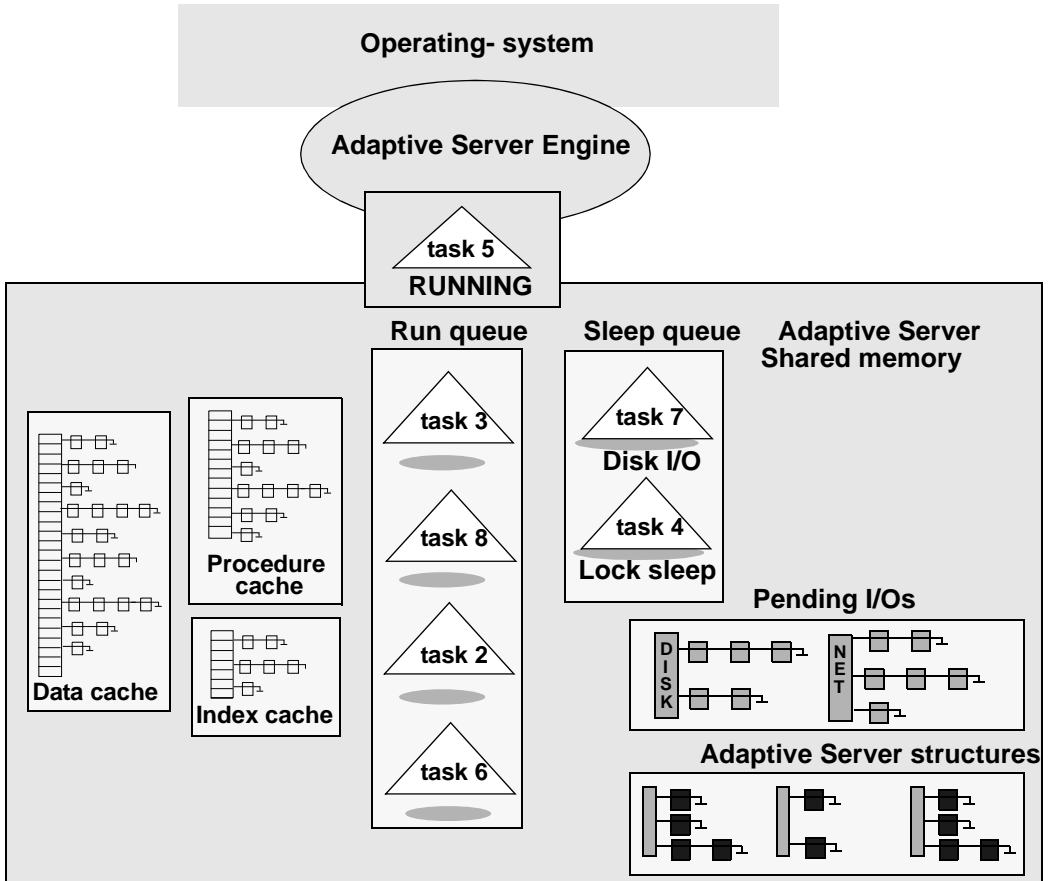 Operating- system
Adaptive Server Engine
task 5
RUNNING
Run queue
Sleep queue
Adaptive Server
Shared memory
task 3
task 8
task 2
task 6
task 7
Disk I/O
task 4
Lock sleep
Procedure
cache
Data cache
Index cache
Pending I/Os
DISK
NET
Adaptive Server structures